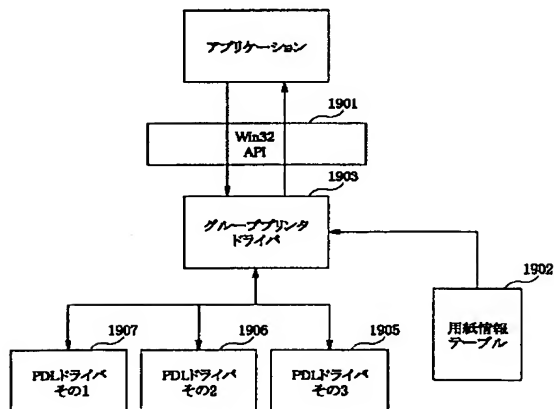 アプリケーション
1901
Win32
API
1903
グループプリンタ
ドライバ
1902
用紙情報
テーブル
1907
PDLドライバ
その1
1906
PDLドライバ
その2
1905
PDLドライバ
その3